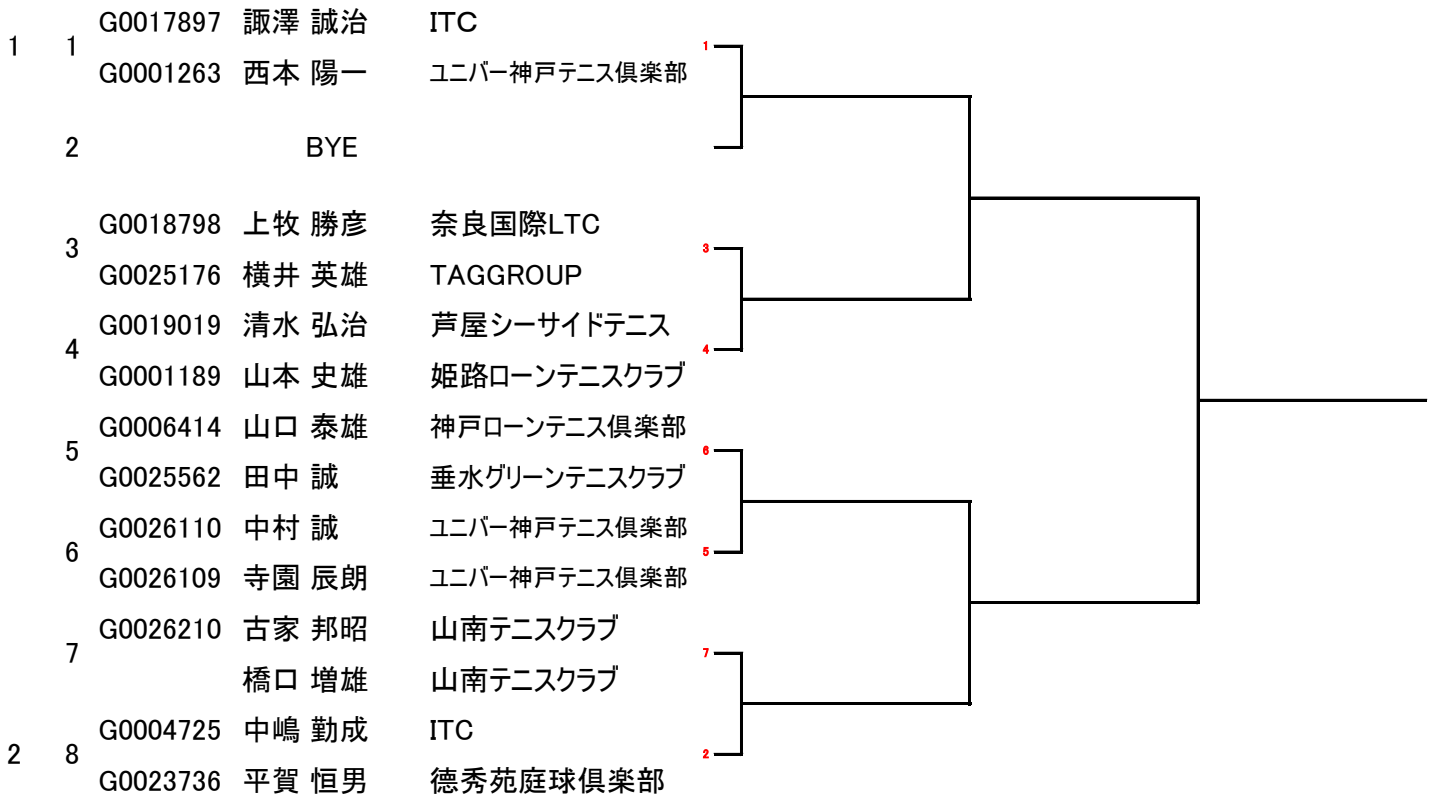 G0017897 諏澤 誠治 ITC
1 1 1
G0001263 西本 陽一 ユニバー神戸テニス倶楽部
2 BYE
G0018798 上牧 勝彦 奈良国際LTC
3 3
G0025176 横井 英雄 TAGGROUP
G0019019 清水 弘治 芦屋シーサイドテニス
4 4
G0001189 山本 史雄 姫路ローンテニスクラブ
G0006414 山口 泰雄 神戸ローンテニス倶楽部
5 6
G0025562 田中 誠 垂水グリーンテニスクラブ
G0026110 中村 誠 ユニバー神戸テニス倶楽部
6 5
G0026109 寺園 辰朗 ユニバー神戸テニス倶楽部
G0026210 古家 邦昭 山南テニスクラブ
7 7
橋口 増雄 山南テニスクラブ
G0004725 中嶋 勤成 ITC
2 8 2
G0023736 平賀 恒男 德秀苑庭球倶楽部